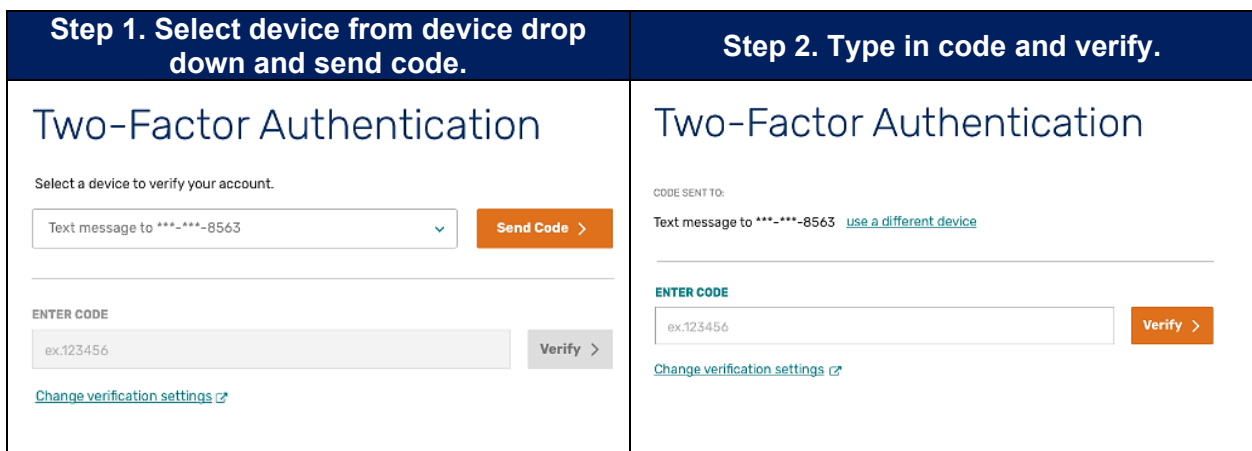 Step 1. Select device from device drop
down and send code.
Two-Factor Authentication
Select a device to verify your account.
Text message to ***-***-8563
Send Code
ENTER CODE
ex.123456
Verify
Change verification settings
Step 2. Type in code and verify.
Two-Factor Authentication
CODE SENT TO:
Text message to ***-***-8563 use a different device
ENTER CODE
ex.123456
Verify
Change verification settings